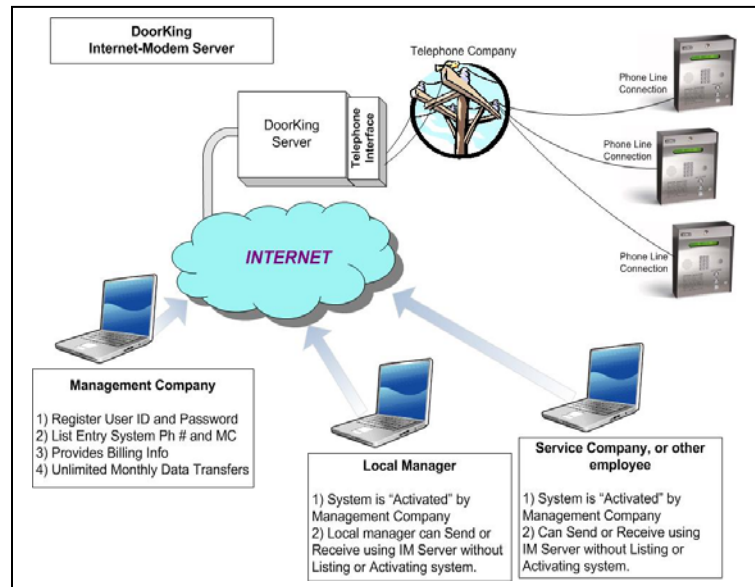 DoorKing
Internet-Modem Server
Telephone Company
DoorKing
Server
Telephone
Interface
Phone Line
Connection
Phone Line
Connection
Phone Line
Connection
INTERNET
Management Company
1) Register User ID and Password
2) List Entry System Ph # and MC
3) Provides Billing Info
4) Unlimited Monthly Data Transfers
Local Manager
1) System is “Activated” by
Management Company
2) Local manager can Send or
Receive using IM Server without
Listing or Activating system.
Service Company, or other
employee
1) System is “Activated” by
Management Company
2) Can Send or Receive using
IM Server without Listing or
Activating system.